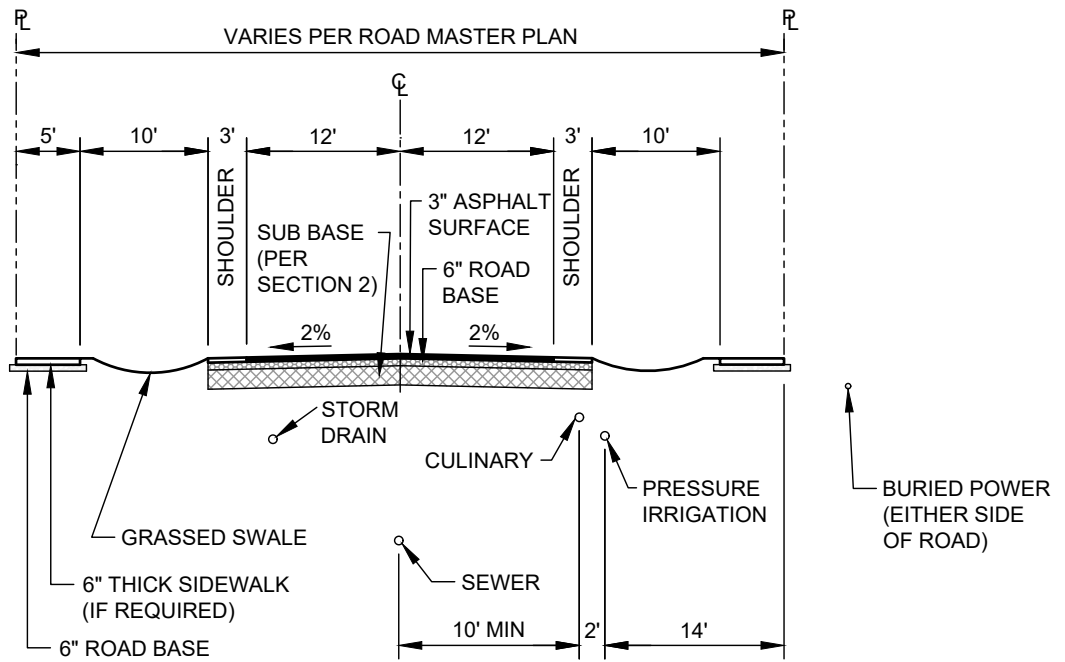 PL
PL
VARIES PER ROAD MASTER PLAN
CL
5'
10'
3'
12'
12'
3'
10'
SHOULDER
SHOULDER
3" ASPHALT
SURFACE
SUB BASE
(PER
SECTION 2)
6" ROAD
BASE
2%
2%
STORM
DRAIN
CULINARY
PRESSURE
IRRIGATION
BURIED POWER
(EITHER SIDE
OF ROAD)
GRASSED SWALE
SEWER
6" THICK SIDEWALK
(IF REQUIRED)
10' MIN
2'
14'
6" ROAD BASE